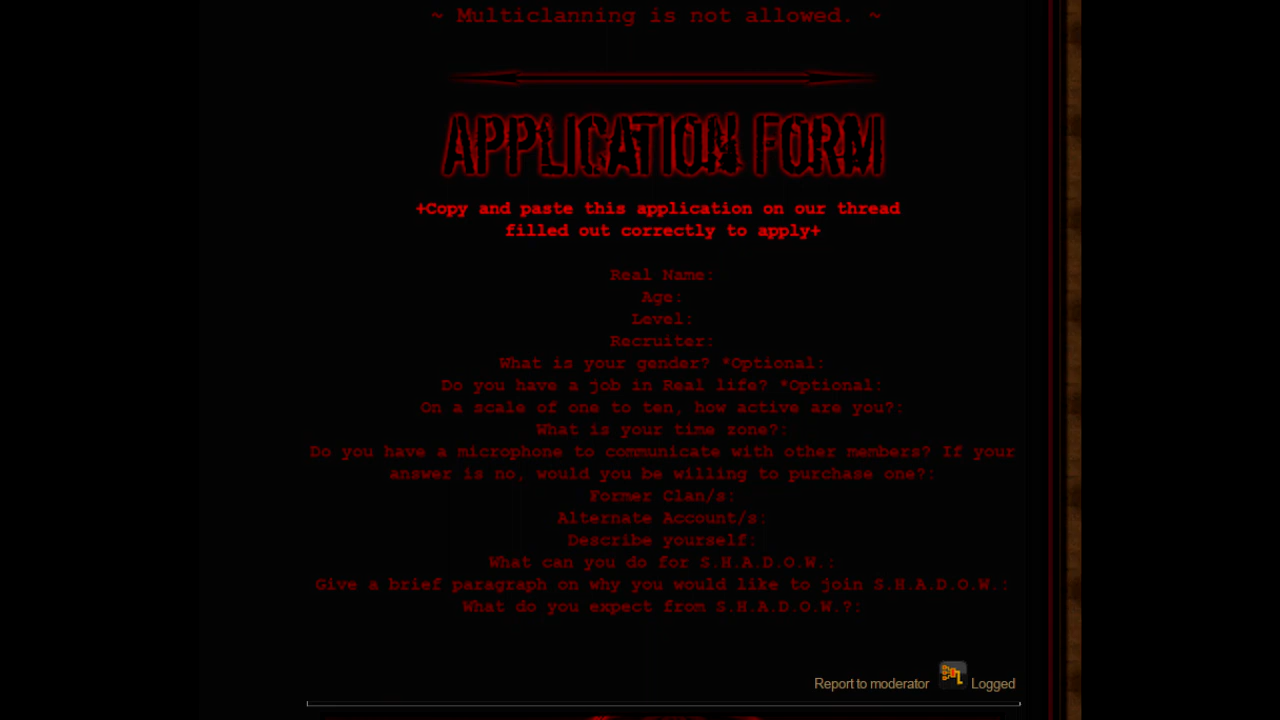 ~ Multiclanning is not allowed. ~
APPLICATION FORM
+Copy and paste this application on our thread
filled out correctly to apply+
Real Name:
Age:
Level:
Recruiter:
What is your gender? *Optional:
Do you have a job in Real life? *Optional:
On a scale of one to ten, how active are you?:
What is your time zone?:
Do you have a microphone to communicate with other members? If your
answer is no, would you be willing to purchase one?:
Former Clan/s:
Alternate Account/s:
Describe yourself:
What can you do for S.H.A.D.O.W.:
Give a brief paragraph on why you would like to join S.H.A.D.O.W.:
What do you expect from S.H.A.D.O.W.?:
Report to moderator Logged